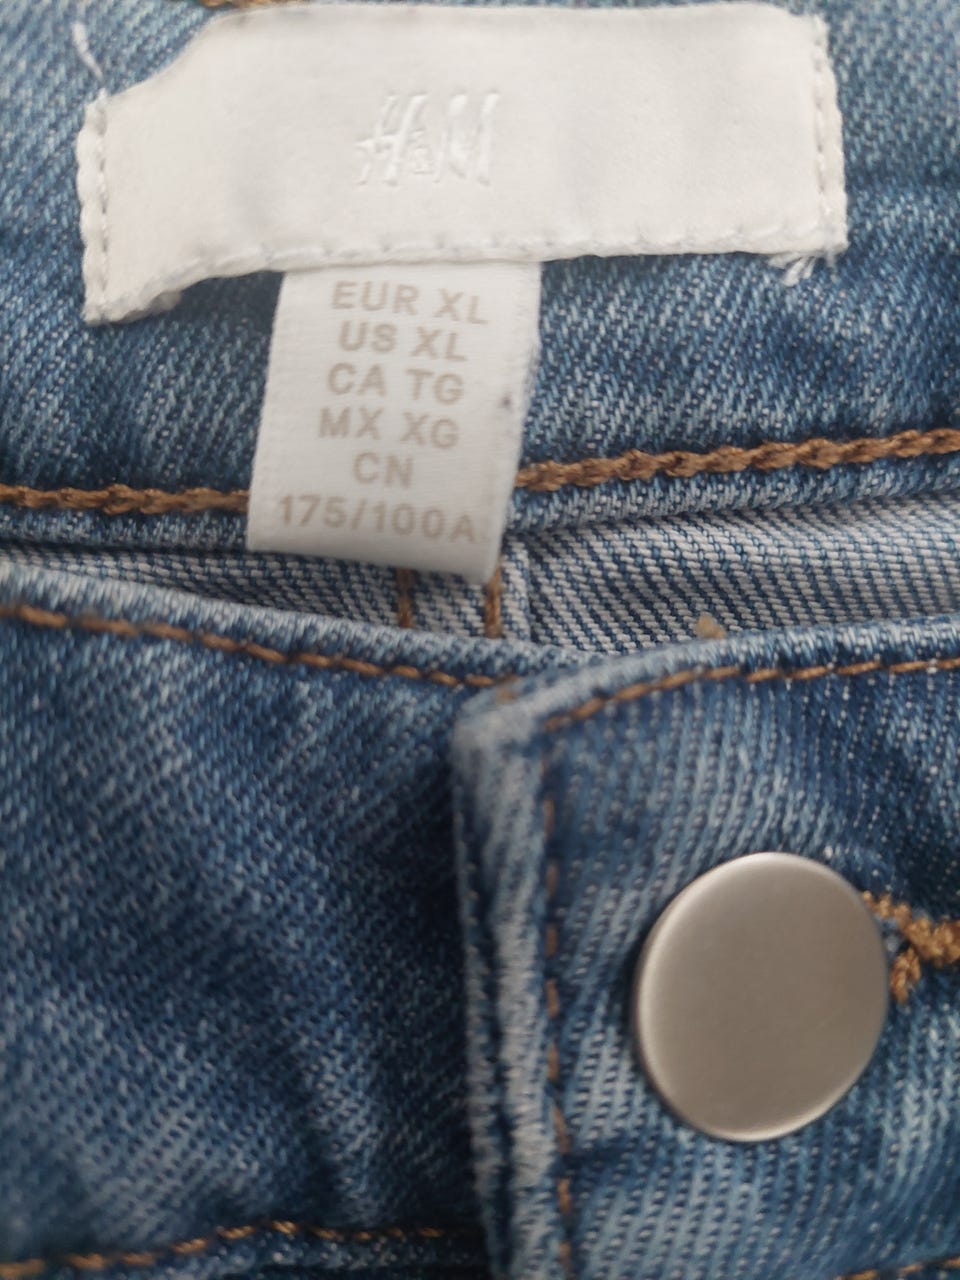 H&M
EUR XL
US XL
CA TG
MX XG
CN
175/100A